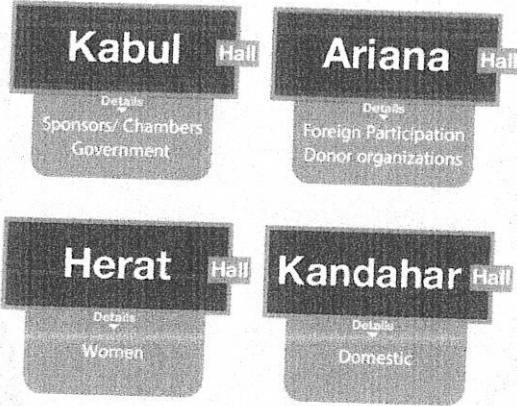 Kabul Hall
Details
Sponsors/ Chambers
Government
Ariana Hall
Details
Foreign Participation
Donor organizations
Herat Hall
Details
Women
Kandahar Hall
Details
Domestic